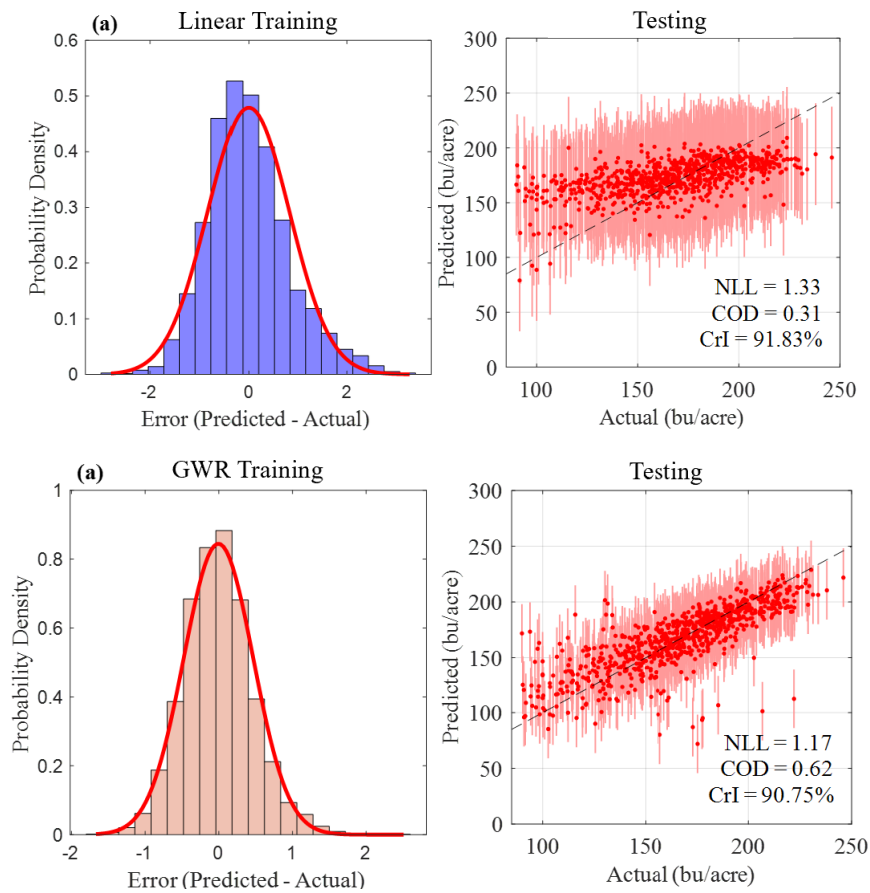 (a) Linear Training
0.6
0.5
0.4
0.3
0.2
0.1
0
Probability Density
-2 0 2
Error (Predicted - Actual)
Testing
300
250
200
150
100
50
0
Predicted (bu/acre)
NLL = 1.33
COD = 0.31
CrI = 91.83%
100 150 200 250
Actual (bu/acre)
(a) GWR Training
1
0.8
0.6
0.4
0.2
0
Probability Density
-2 -1 0 1 2
Error (Predicted - Actual)
Testing
300
250
200
150
100
50
0
Predicted (bu/acre)
NLL = 1.17
COD = 0.62
CrI = 90.75%
100 150 200 250
Actual (bu/acre)